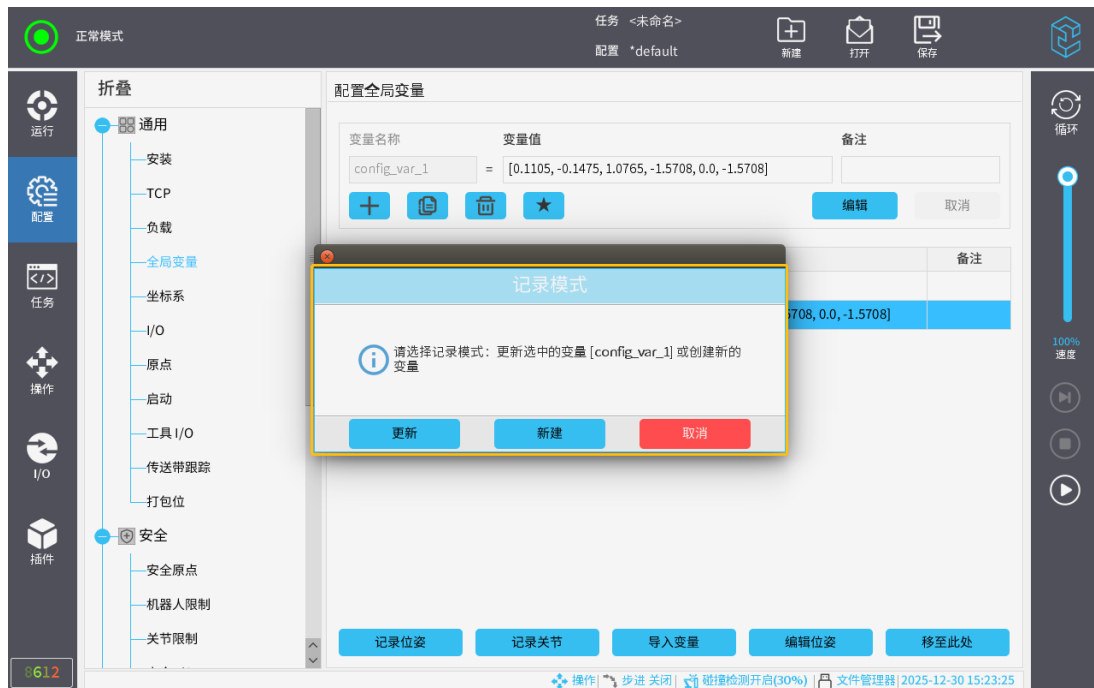 正常模式
任务 <未命名>
配置 *default
新建
打开
保存
运行
配置
任务
操作
I/O
插件
8612
折叠
通用
安装
TCP
负载
全局变量
坐标系
I/O
原点
启动
工具 I/O
传送带跟踪
打包位
安全
安全原点
机器人限制
关节限制
配置全局变量
变量名称 变量值 备注
config_var_1 = [0.1105, -0.1475, 1.0765, -1.5708, 0.0, -1.5708]
编辑 取消
备注
5708, 0.0, -1.5708]
记录模式
请选择记录模式：更新选中的变量 [config_var_1] 或创建新的
变量
更新 新建 取消
记录位姿 记录关节 导入变量 编辑位姿 移至此处
操作| 步进 关闭| 碰撞检测开启(30%) | 文件管理器| 2025-12-30 15:23:25
循环
100%
速度